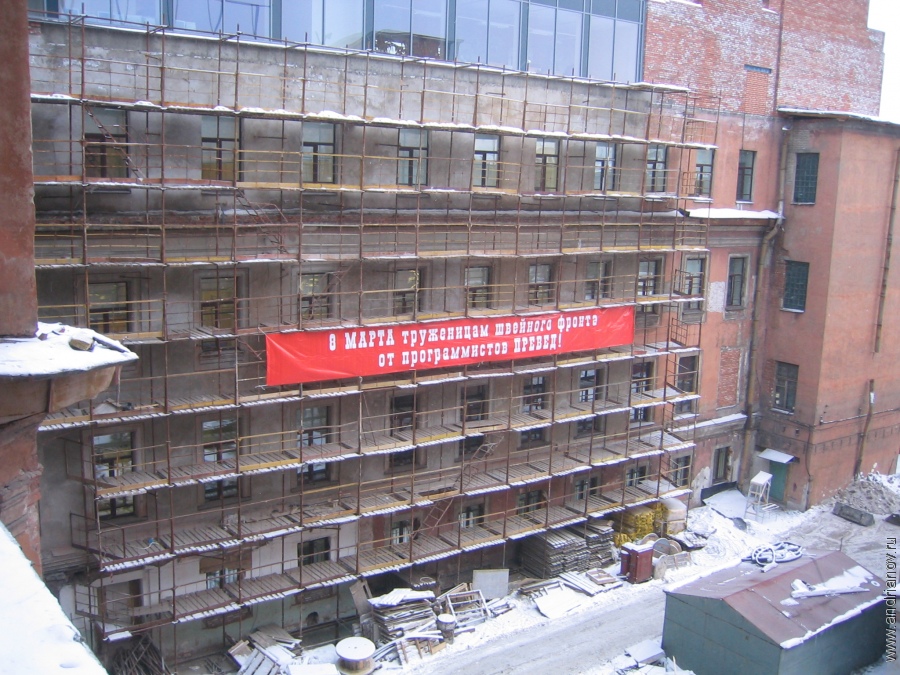 8 МАРТА труженицам швейного фронта
от программистов ПРЕВЕД!
www.andrianov.ru